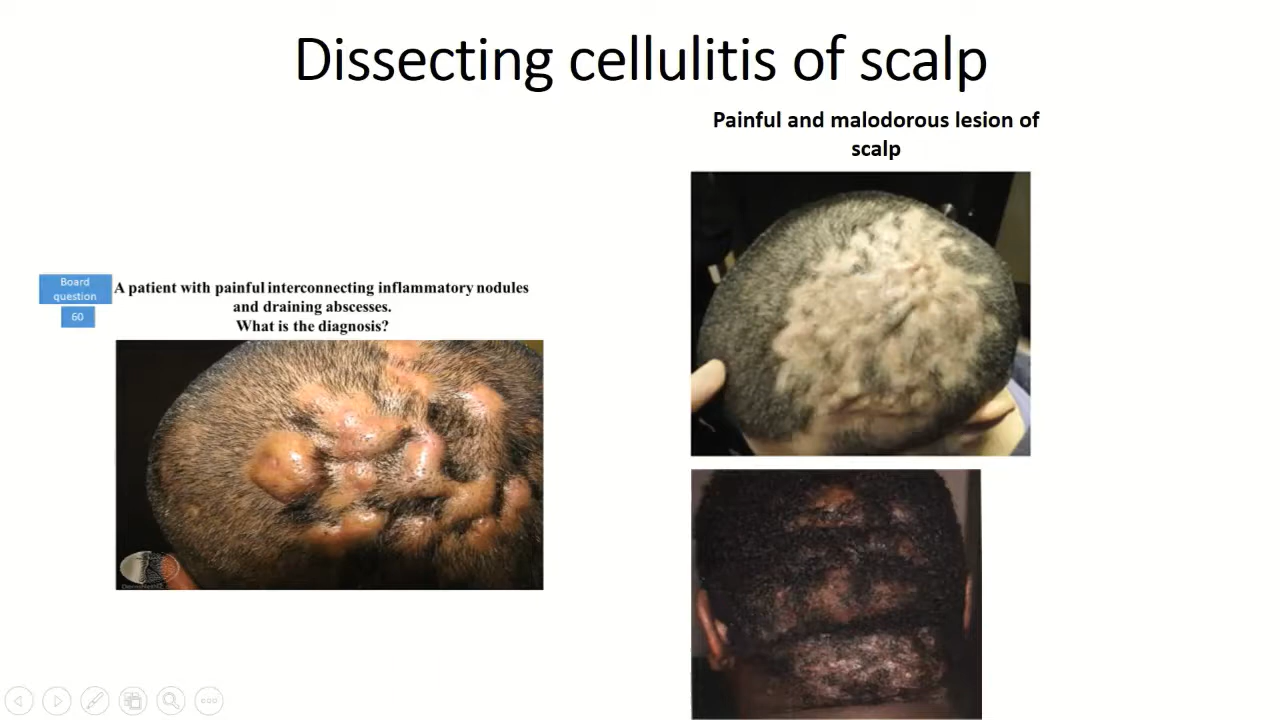 Dissecting cellulitis of scalp
Painful and malodorous lesion of
scalp
Board
question
60
A patient with painful interconnecting inflammatory nodules
and draining abscesses.
What is the diagnosis?